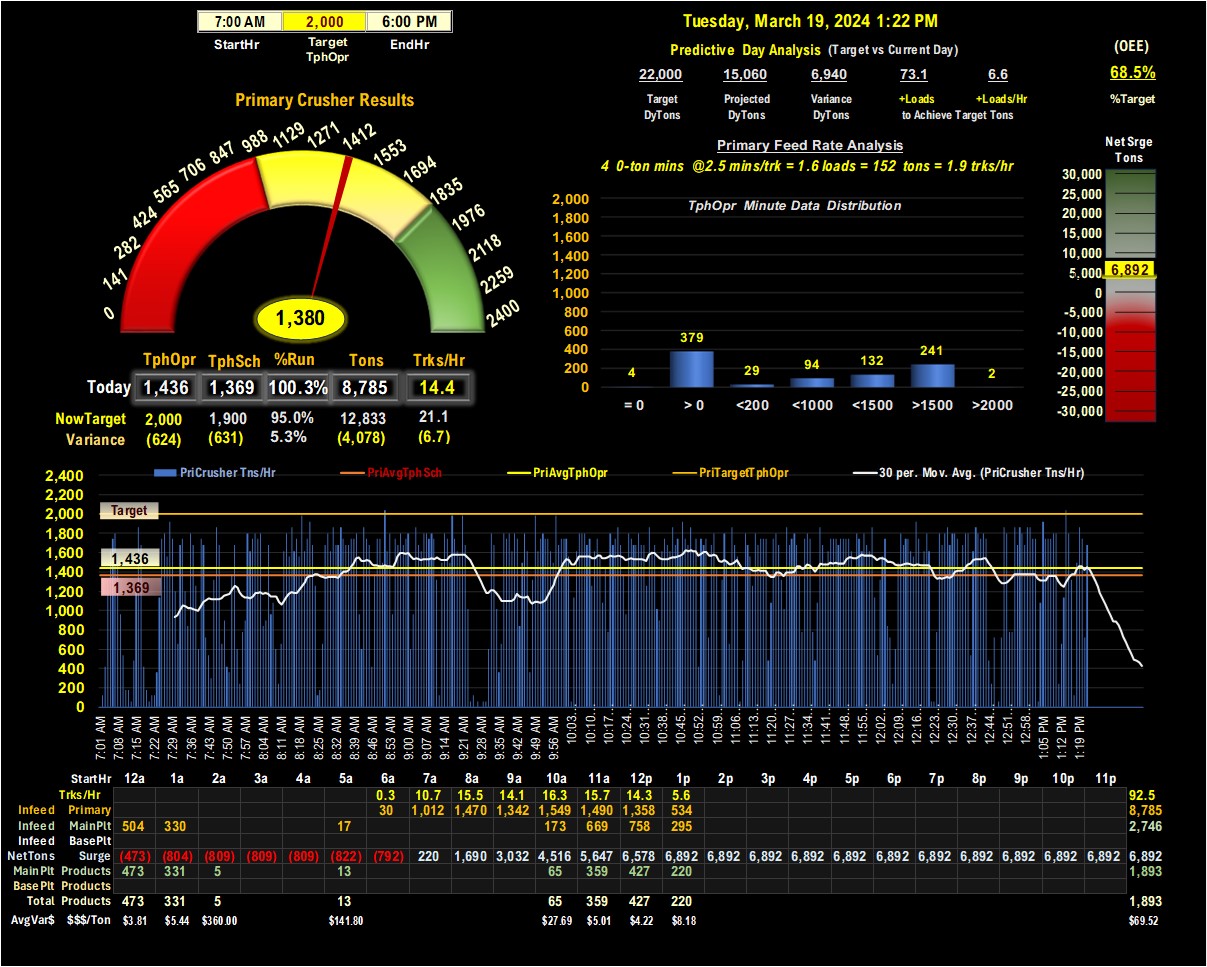 7:00 AM 2,000 6:00 PM
StartHr Target TphOpr EndHr
Tuesday, March 19, 2024 1:22 PM
Predictive Day Analysis (Target vs Current Day)
22,000 15,060 6,940 73.1 6.6
Target DyTons Projected DyTons Variance DyTons +Loads +Loads/Hr
to Achieve Target Tons
(OEE)
68.5%
%Target
Primary Crusher Results
0 141 282 424 565 706 847 988 1129 1271 1412 1553 1694 1835 1976 2118 2259 2400
1,380
TphOpr TphSch %Run Tons Trks/Hr
Today 1,436 1,369 100.3% 8,785 14.4
NowTarget 2,000 1,900 95.0% 12,833 21.1
Variance (624) (631) 5.3% (4,078) (6.7)
Primary Feed Rate Analysis
4 0-ton mins @2.5 mins/trk = 1.6 loads = 152 tons = 1.9 trks/hr
TphOpr Minute Data Distribution
2,000
1,800
1,600
1,400
1,200
1,000
800
600
400
200
0
4 379 29 94 132 241 2
= 0 > 0 <200 <1000 <1500 >1500 >2000
Net Srge
Tons
30,000
25,000
20,000
15,000
10,000
5,000
6,892
0
-5,000
-10,000
-15,000
-20,000
-25,000
-30,000
PriCrusher Tns/Hr PriAvgTphSch PriAvgTphOpr PriTargetTphOpr 30 per. Mov. Avg. (PriCrusher Tns/Hr)
2,400
2,200
2,000
1,800
1,600
1,400
1,200
1,000
800
600
400
200
0
Target
1,436
1,369
7:01 AM 7:08 AM 7:15 AM 7:22 AM 7:29 AM 7:36 AM 7:43 AM 7:50 AM 7:57 AM 8:04 AM 8:11 AM 8:18 AM 8:25 AM 8:32 AM 8:39 AM 8:46 AM 8:53 AM 9:00 AM 9:07 AM 9:14 AM 9:21 AM 9:28 AM 9:35 AM 9:42 AM 9:49 AM 9:56 AM 10:03… 10:10… 10:17… 10:24… 10:31… 10:38… 10:45… 10:52… 10:59… 11:06… 11:13… 11:20… 11:27… 11:34… 11:41… 11:48… 11:55… 12:02… 12:09… 12:16… 12:23… 12:30… 12:37… 12:44… 12:51… 12:58… 1:05 PM 1:12 PM 1:19 PM
StartHr 12a 1a 2a 3a 4a 5a 6a 7a 8a 9a 10a 11a 12p 1p 2p 3p 4p 5p 6p 7p 8p 9p 10p 11p
Trks/Hr 0.3 10.7 15.5 14.1 16.3 15.7 14.3 5.6 92.5
Infeed Primary 30 1,012 1,470 1,342 1,549 1,490 1,358 534 8,785
Infeed MainPlt 504 330 17 173 669 758 295 2,746
Infeed BasePlt
NetTons Surge (473) (804) (809) (809) (809) (822) (792) 220 1,690 3,032 4,516 5,647 6,578 6,892 6,892 6,892 6,892 6,892 6,892 6,892 6,892 6,892 6,892 6,892 6,892
MainPlt Products 473 331 5 13 65 359 427 220 1,893
BasePlt Products
Total Products 473 331 5 13 65 359 427 220 1,893
AvgVar$ $$$/Ton $3.81 $5.44 $360.00 $141.80 $27.69 $5.01 $4.22 $8.18 $69.52